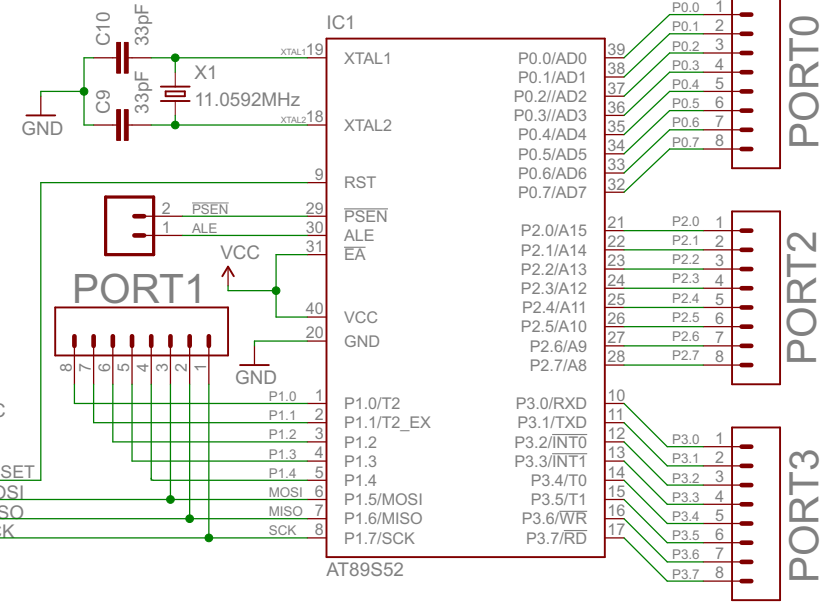 IC1
C10
33pF
XTAL1 19 XTAL1
X1
11.0592MHz
C9
33pF
GND
XTAL2 18 XTAL2
9 RST
2 PSEN 29 PSEN
1 ALE 30 ALE
31 EA
VCC
40 VCC
20 GND
GND
PORT1
8 7 6 5 4 3 2 1
P1.0 1 P1.0/T2
P1.1 2 P1.1/T2_EX
P1.2 3 P1.2
P1.3 4 P1.3
P1.4 5 P1.4
MOSI 6 P1.5/MOSI
MISO 7 P1.6/MISO
SCK 8 P1.7/SCK
C
SET
OSI
SO
K
AT89S52
P0.0/AD0 39 P0.0 1
P0.1/AD1 38 P0.1 2
P0.2//AD2 37 P0.2 3
P0.3//AD3 36 P0.3 4
P0.4/AD4 35 P0.4 5
P0.5/AD5 34 P0.5 6
P0.6/AD6 33 P0.6 7
P0.7/AD7 32 P0.7 8
PORT0
P2.0/A15 21 P2.0 1
P2.1/A14 22 P2.1 2
P2.2/A13 23 P2.2 3
P2.3/A12 24 P2.3 4
P2.4/A11 25 P2.4 5
P2.5/A10 26 P2.5 6
P2.6/A9 27 P2.6 7
P2.7/A8 28 P2.7 8
PORT2
P3.0/RXD 10 P3.0 1
P3.1/TXD 11 P3.1 2
P3.2/INT0 12 P3.2 3
P3.3/INT1 13 P3.3 4
P3.4/T0 14 P3.4 5
P3.5/T1 15 P3.5 6
P3.6/WR 16 P3.6 7
P3.7/RD 17 P3.7 8
PORT3